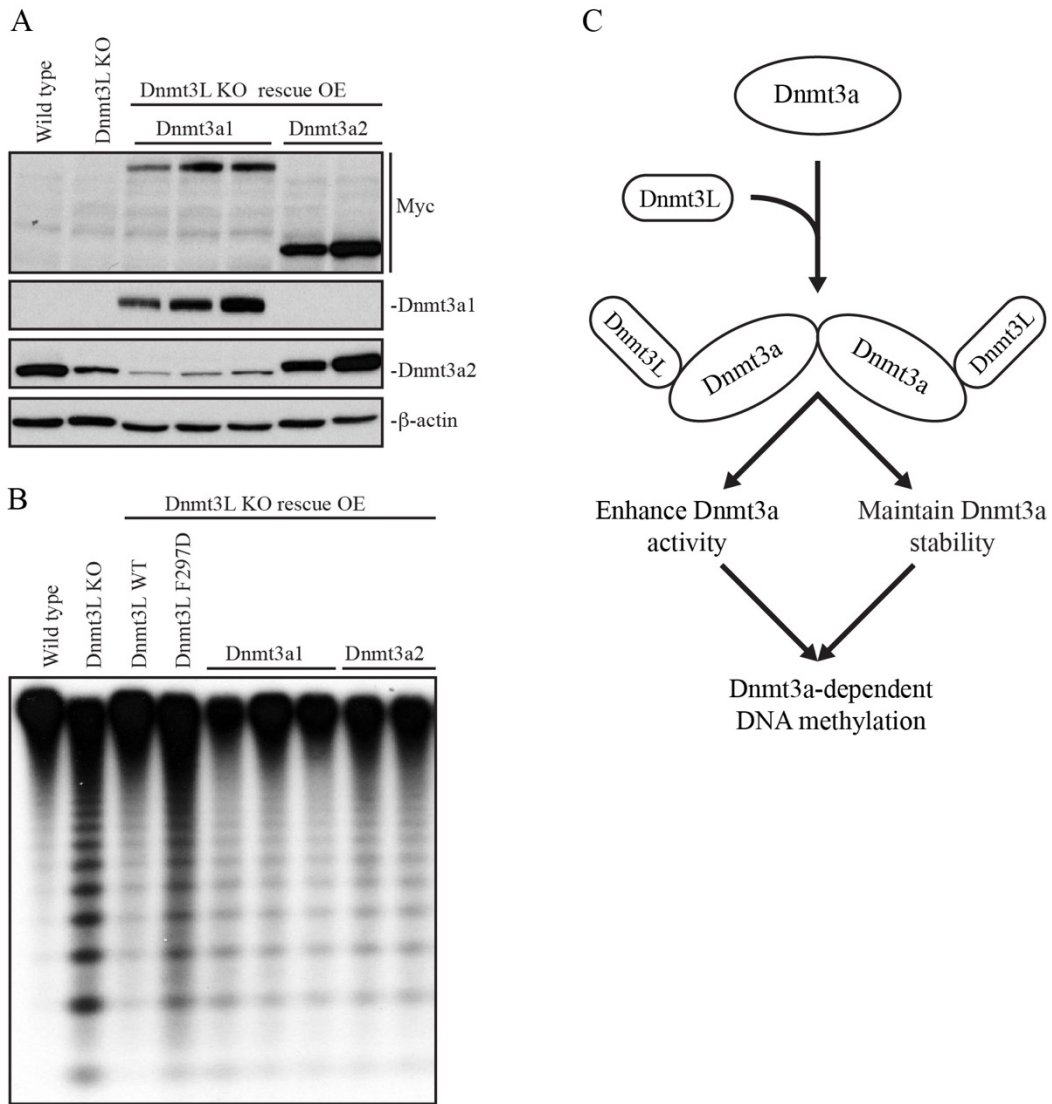 A
Wild type
Dnmt3L KO
Dnmt3L KO rescue OE
Dnmt3a1
Dnmt3a2
Myc
-Dnmt3a1
-Dnmt3a2
-β-actin
B
Dnmt3L KO rescue OE
Wild type
Dnmt3L KO
Dnmt3L WT
Dnmt3L F297D
Dnmt3a1
Dnmt3a2
C
Dnmt3a
Dnmt3L
Dnmt3L
Dnmt3a
Dnmt3a
Dnmt3L
Enhance Dnmt3a
activity
Maintain Dnmt3a
stability
Dnmt3a-dependent
DNA methylation